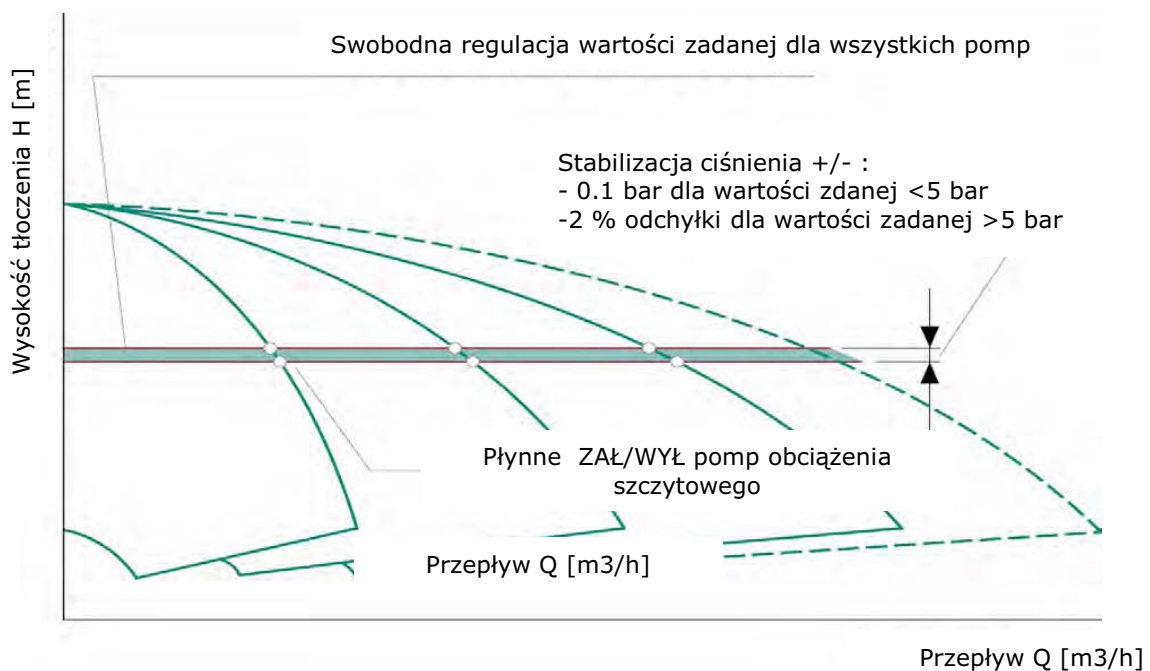 Swobodna regulacja wartości zadanej dla wszystkich pomp
Wysokość tłoczenia H [m]
Stabilizacja ciśnienia +/- :
- 0.1 bar dla wartości zdanej <5 bar
-2 % odchyłki dla wartości zadanej >5 bar
Płynne ZAŁ/WYŁ pomp obciążenia
szczytowego
Przepływ Q [m3/h]
Przepływ Q [m3/h]